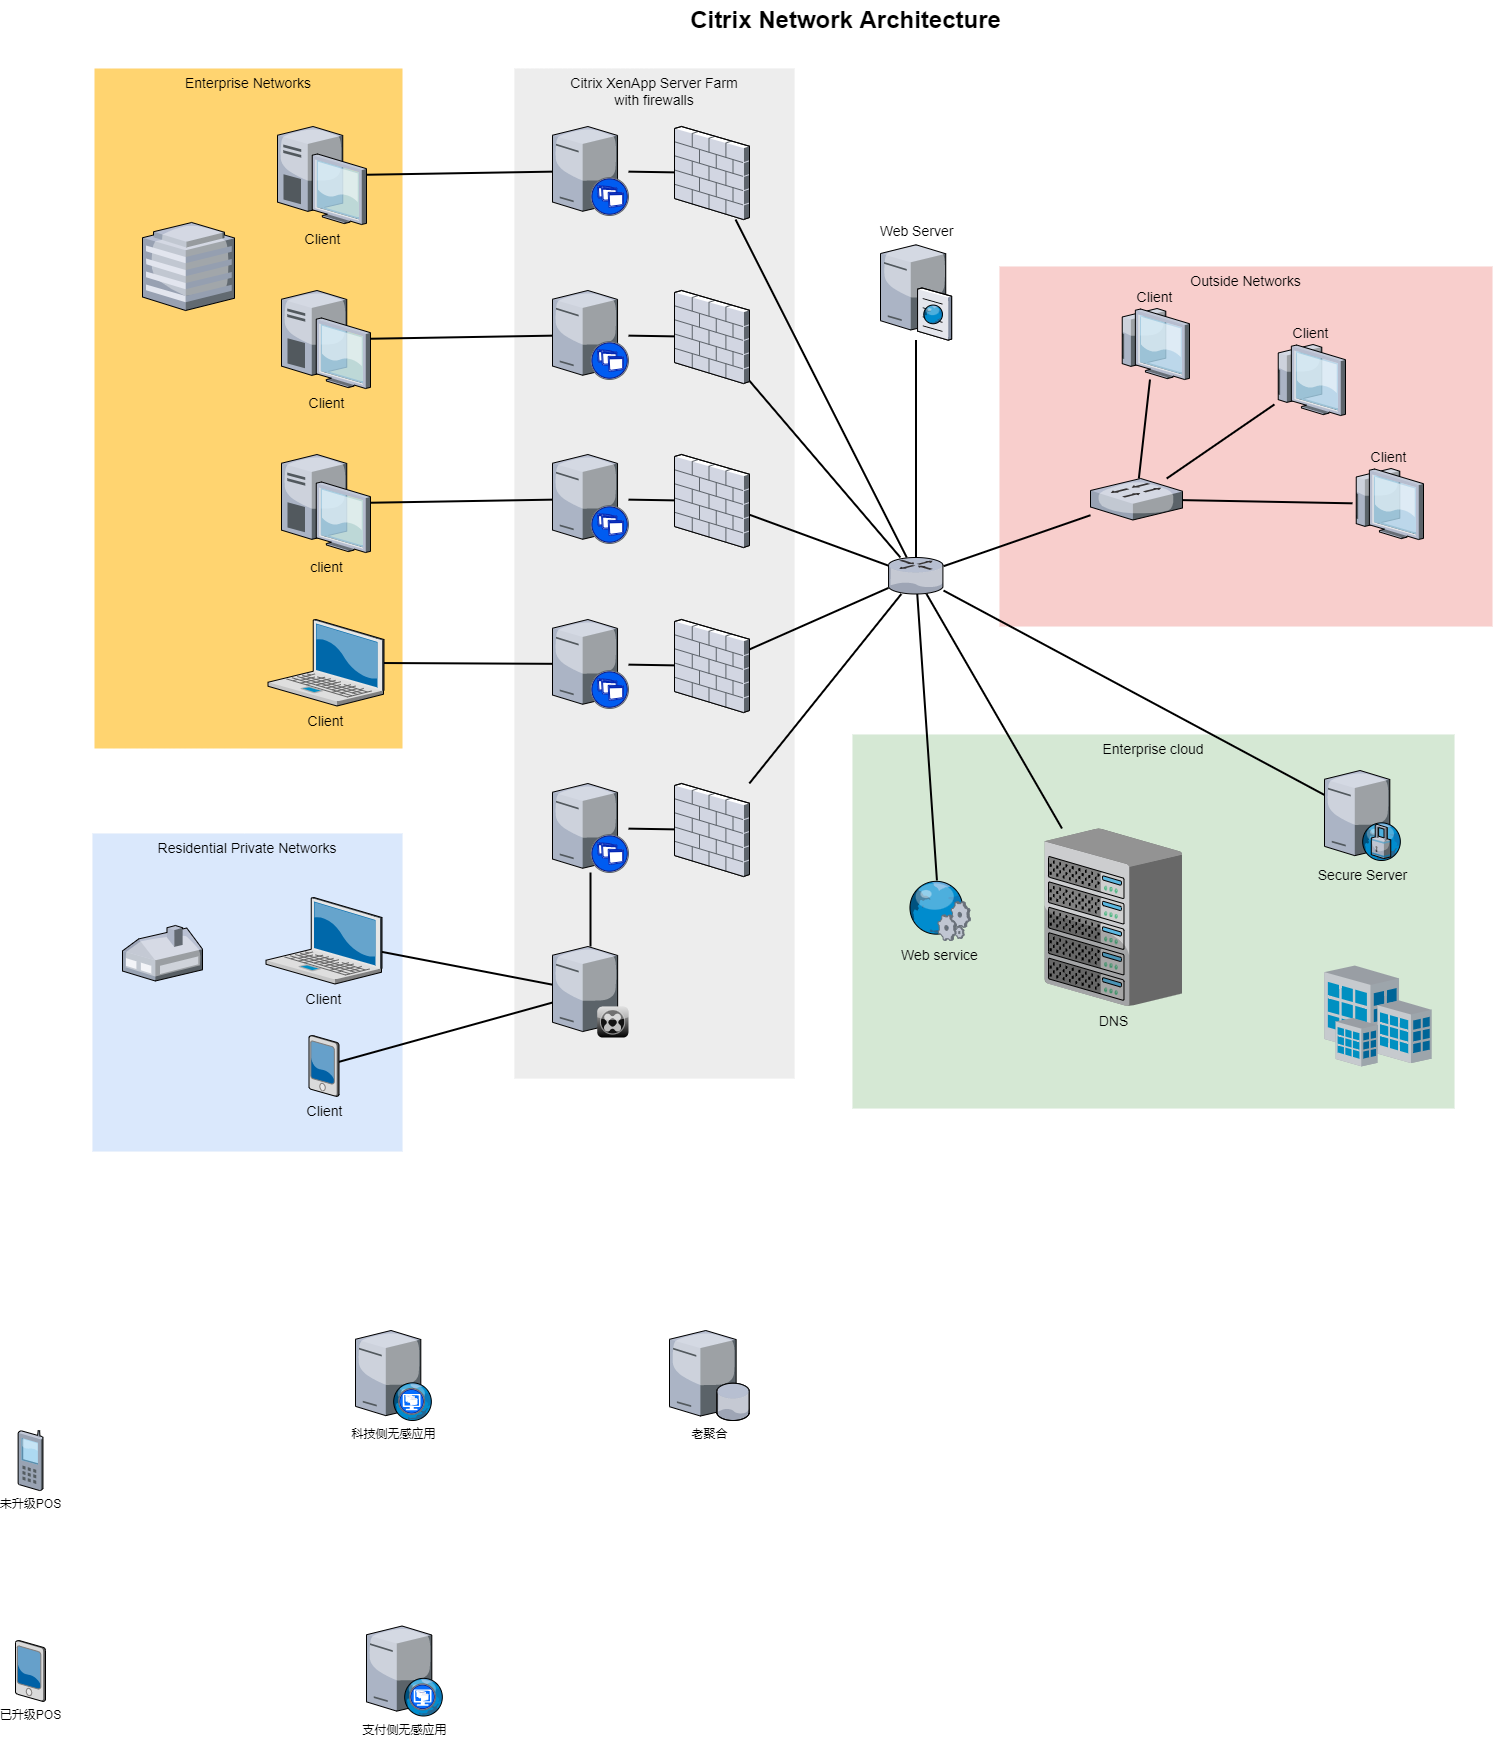 Citrix Network Architecture
Enterprise Networks
Citrix XenApp Server Farm
with firewalls
Client
Client
client
Client
Web Server
Outside Networks
Client
Client
Client
Enterprise cloud
Web service
DNS
Secure Server
Residential Private Networks
Client
Client
科技侧无感应用
老聚合
未升级POS
已升级POS
支付侧无感应用